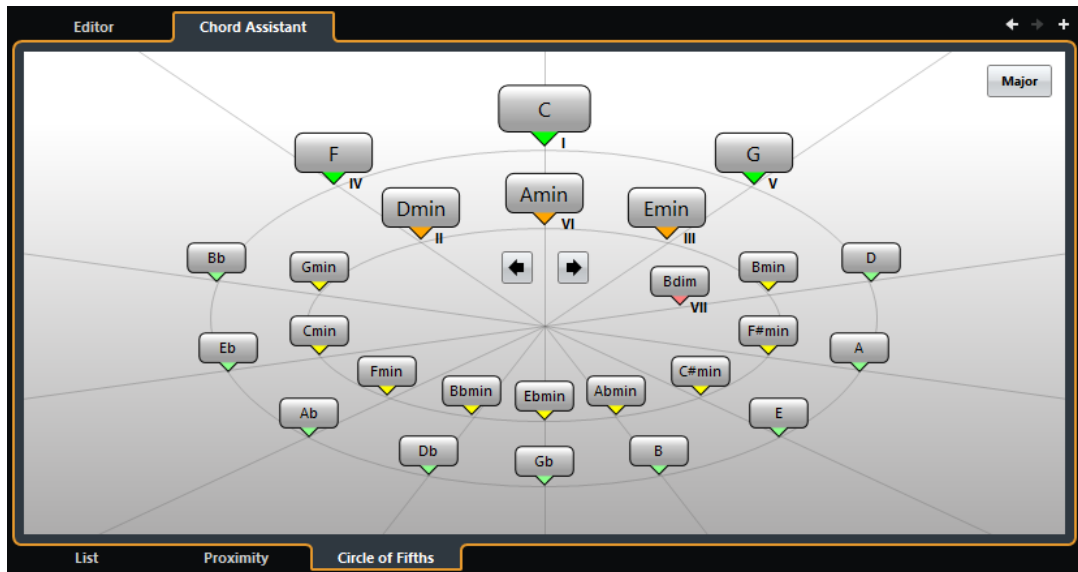 Editor
Chord Assistant
Major
C
I
F
IV
G
V
Dmin
II
Amin
VI
Emin
III
Bb
Gmin
Bdim
VII
Bmin
D
Eb
Cmin
F#min
A
Fmin
C#min
Bbmin
Ebmin
Abmin
Ab
E
Db
Gb
B
List
Proximity
Circle of Fifths